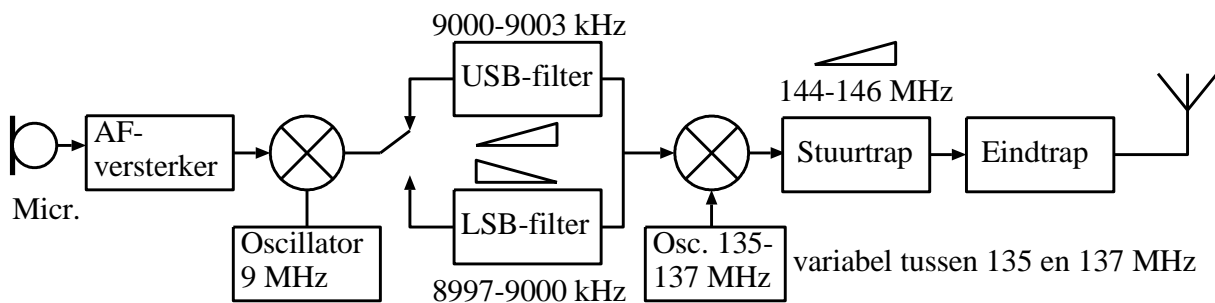 9000-9003 kHz
USB-filter
144-146 MHz
AF-
versterker
Stuurtrap
Eindtrap
Micr.
LSB-filter
Oscillator
9 MHz
Osc. 135-
137 MHz
variabel tussen 135 en 137 MHz
8997-9000 kHz